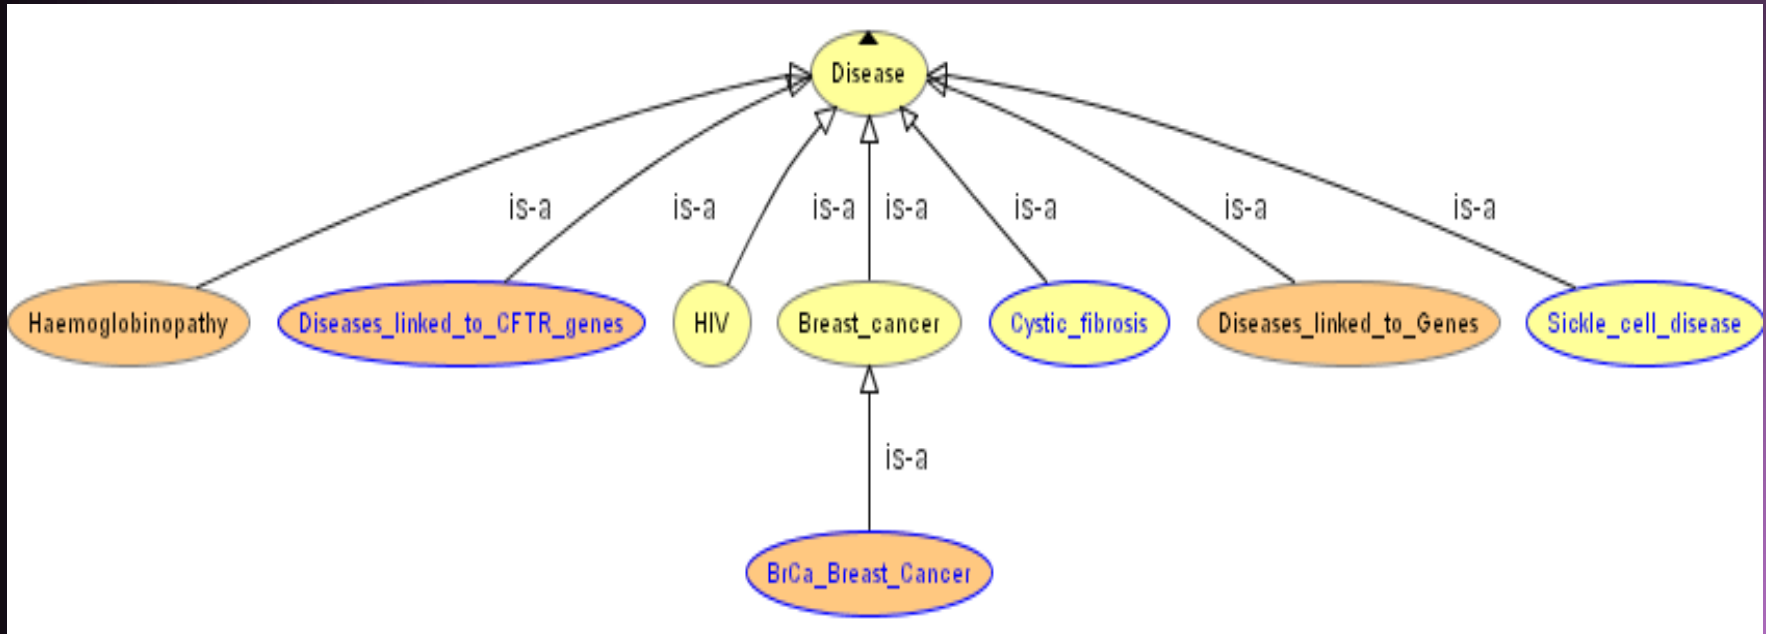 Disease
is-a is-a is-a is-a is-a is-a is-a
Haemoglobinopathy Diseases_linked_to_CFTR_genes HIV Breast_cancer Cystic_fibrosis Diseases_linked_to_Genes Sickle_cell_disease
is-a
BrCa_Breast_Cancer